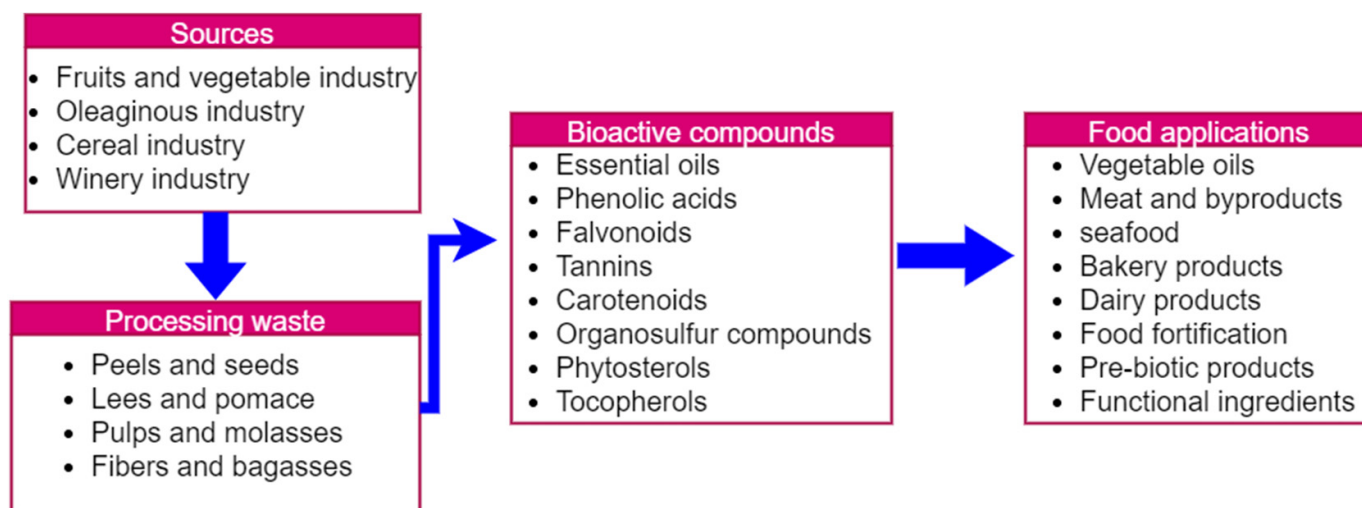 Sources
• Fruits and vegetable industry
• Oleaginous industry
• Cereal industry
• Winery industry
Processing waste
• Peels and seeds
• Lees and pomace
• Pulps and molasses
• Fibers and bagasses
Bioactive compounds
• Essential oils
• Phenolic acids
• Falvonoids
• Tannins
• Carotenoids
• Organosulfur compounds
• Phytosterols
• Tocopherols
Food applications
• Vegetable oils
• Meat and byproducts
• seafood
• Bakery products
• Dairy products
• Food fortification
• Pre-biotic products
• Functional ingredients